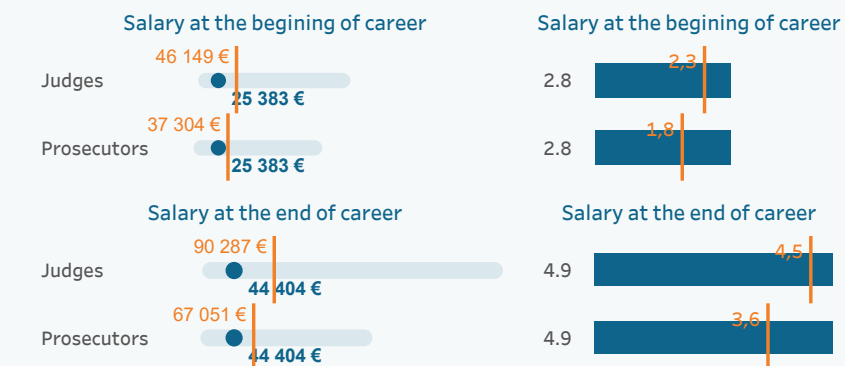 Salary at the begining of career
Salary at the begining of career
46 149 €
2,3
Judges
2.8
25 383 €
37 304 €
1,8
Prosecutors
2.8
25 383 €
Salary at the end of career
Salary at the end of career
90 287 €
4,5
Judges
4.9
44 404 €
67 051 €
3,6
Prosecutors
4.9
44 404 €